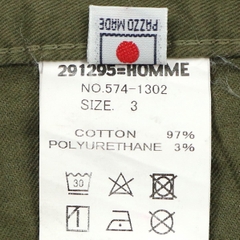 PAZZO MADE
291295=HOMME
NO.574-1302
SIZE. 3
COTTON 97%
POLYURETHANE 3%
30